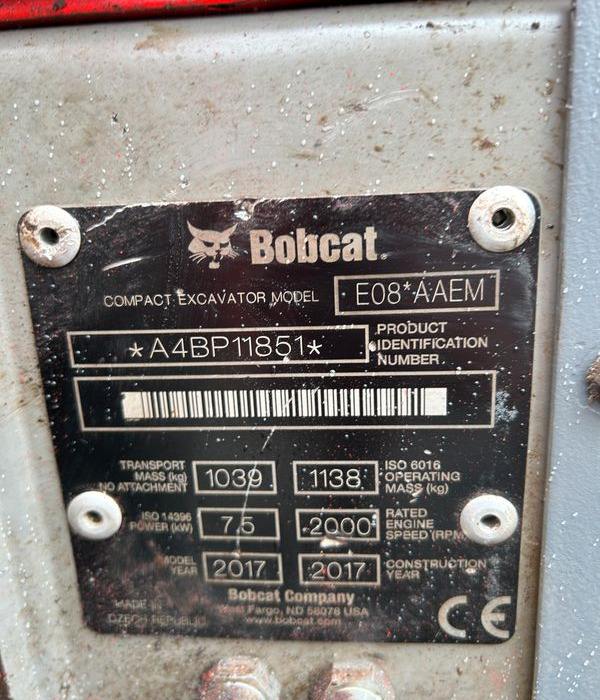 Bobcat.
COMPACT EXCAVATOR MODEL E08*AAEM
*A4BP11851* PRODUCT IDENTIFICATION NUMBER
TRANSPORT MASS (kg) NO ATTACHMENT 1039 1138 ISO 6016 OPERATING MASS (kg)
ISO 14396 POWER (kW) 7,5 2000 RATED ENGINE SPEED (RPM)
MODEL YEAR 2017 2017 CONSTRUCTION YEAR
Bobcat Company
West Fargo, ND 58078 USA
www.bobcat.com
MADE IN
CZECH REPUBLIC
CE